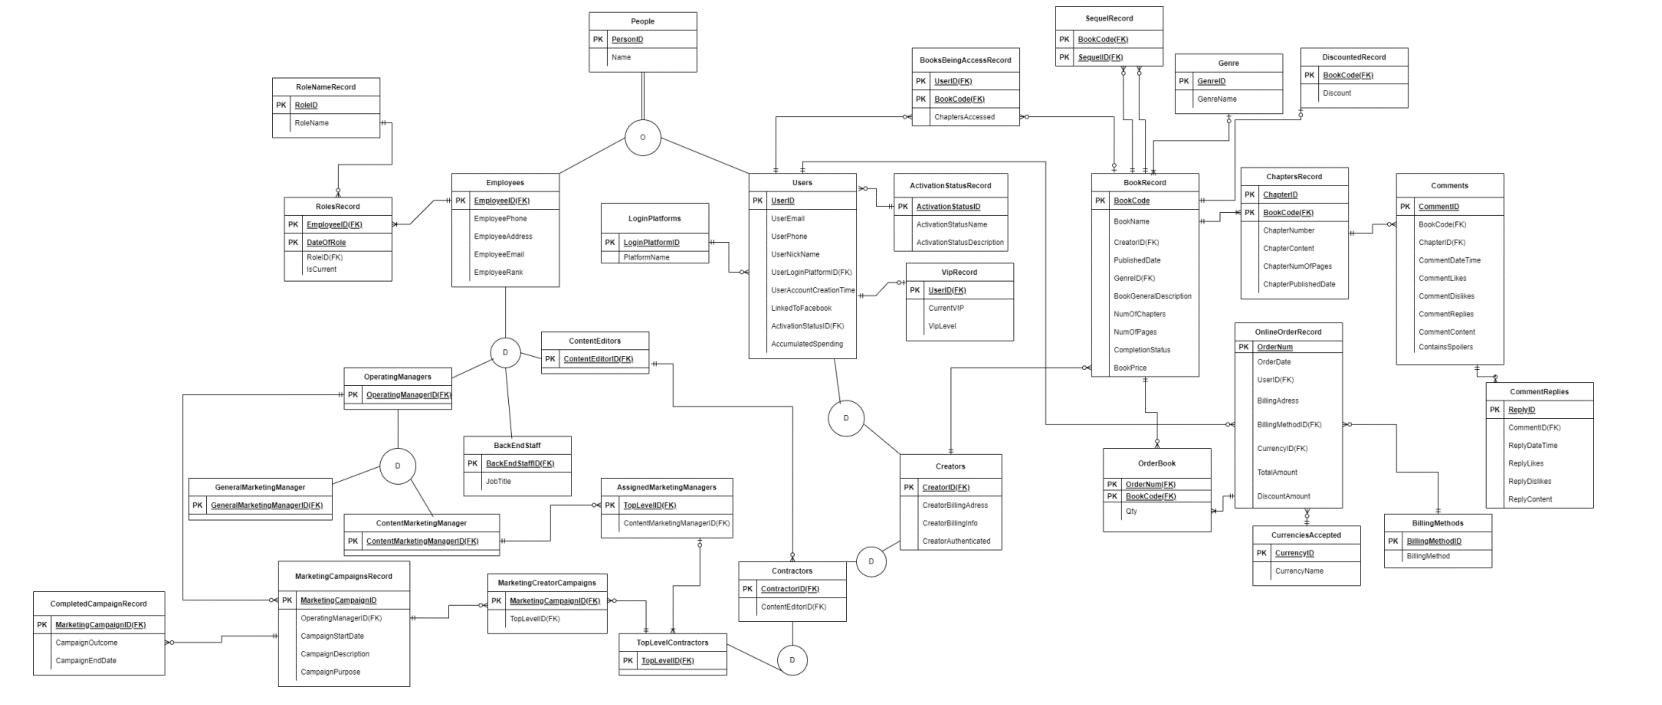 People
PK PersonID
Name
SequelRecord
PK BookCode(FK)
PK SequelID(FK)
BooksBeingAccessRecord
PK UserID(FK)
PK BookCode(FK)
ChaptersAccessed
Genre
PK GenreID
GenreName
DiscountedRecord
PK BookCode(FK)
Discount
RoleNameRecord
PK RoleID
RoleName
O
RolesRecord
PK EmployeeID(FK)
PK DateOfRole
RoleID(FK)
IsCurrent
Employees
PK EmployeeID(FK)
EmployeePhone
EmployeeAddress
EmployeeEmail
EmployeeRank
LoginPlatforms
PK LoginPlatformID
PlatformName
Users
PK UserID
UserEmail
UserPhone
UserNickName
UserLoginPlatformID(FK)
UserAccountCreationTime
LinkedToFacebook
ActivationStatusID(FK)
AccumulatedSpending
ActivationStatusRecord
PK ActivationStatusID
ActivationStatusName
ActivationStatusDescription
VipRecord
PK UserID(FK)
CurrentVIP
VipLevel
BookRecord
PK BookCode
BookName
CreatorID(FK)
PublishedDate
GenreID(FK)
BookGeneralDescription
NumOfChapters
NumOfPages
CompletionStatus
BookPrice
ChaptersRecord
PK ChapterID
PK BookCode(FK)
ChapterNumber
ChapterContent
ChapterNumOfPages
ChapterPublishedDate
Comments
PK CommentID
BookCode(FK)
ChapterID(FK)
CommentDateTime
CommentLikes
CommentDislikes
CommentReplies
CommentContent
ContainsSpoilers
OnlineOrderRecord
PK OrderNum
OrderDate
UserID(FK)
BillingAdress
BillingMethodID(FK)
CurrencyID(FK)
TotalAmount
DiscountAmount
CommentReplies
PK ReplyID
CommentID(FK)
ReplyDateTime
ReplyLikes
ReplyDislikes
ReplyContent
D
ContentEditors
PK ContentEditorID(FK)
OperatingManagers
PK OperatingManagerID(FK)
D
BackEndStaff
PK BackEndStaffID(FK)
JobTitle
D
Creators
PK CreatorID(FK)
CreatorBillingAdress
CreatorBillingInfo
CreatorAuthenticated
OrderBook
PK OrderNum(FK)
PK BookCode(FK)
Qty
GeneralMarketingManager
PK GeneralMarketingManagerID(FK)
ContentMarketingManager
PK ContentMarketingManagerID(FK)
AssignedMarketingManagers
PK TopLevelID(FK)
ContentMarketingManagerID(FK)
CurrenciesAccepted
PK CurrencyID
CurrencyName
BillingMethods
PK BillingMethodID
BillingMethod
D
Contractors
PK ContractorID(FK)
ContentEditorID(FK)
MarketingCampaignsRecord
PK MarketingCampaignID
OperatingManagerID(FK)
CampaignStartDate
CampaignDescription
CampaignPurpose
MarketingCreatorCampaigns
PK MarketingCampaignID(FK)
TopLevelID(FK)
CompletedCampaignRecord
PK MarketingCampaignID(FK)
CampaignOutcome
CampaignEndDate
TopLevelContractors
PK TopLevelID(FK)
D